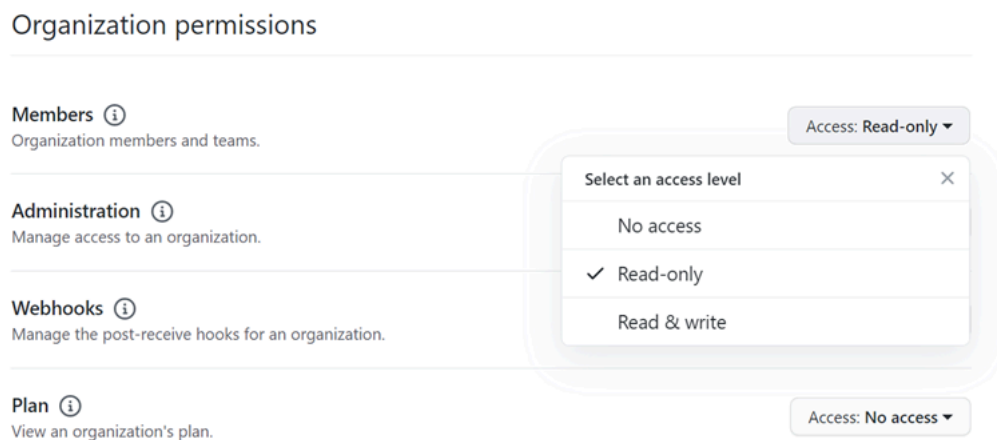 Organization permissions
Members
Access: Read-only
Organization members and teams.
Select an access level
No access
Read-only
Read & write
Administration
Manage access to an organization.
Webhooks
Manage the post-receive hooks for an organization.
Plan
Access: No access
View an organization's plan.